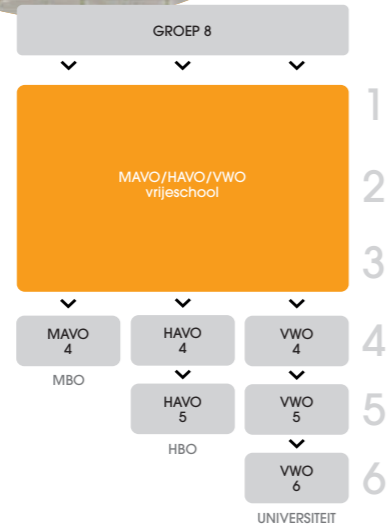 GROEP 8
1
MAVO/HAVO/VWO
vrijeschool
2
3
MAVO
4
HAVO
4
VWO
4
4
MBO
HAVO
5
VWO
5
5
HBO
VWO
6
6
UNIVERSITEIT